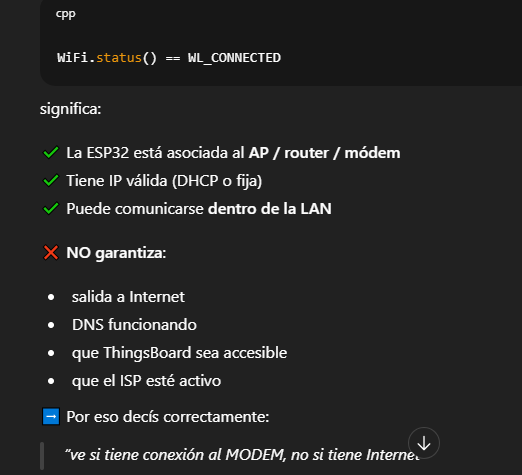 cpp
WiFi.status() == WL_CONNECTED
significa:
✓ La ESP32 está asociada al AP / router / módem
✓ Tiene IP válida (DHCP o fija)
✓ Puede comunicarse dentro de la LAN
❌ NO garantiza:
• salida a Internet
• DNS funcionando
• que ThingsBoard sea accesible
• que el ISP esté activo
➡ Por eso decís correctamente:
“ve si tiene conexión al MODEM, no si tiene Internet